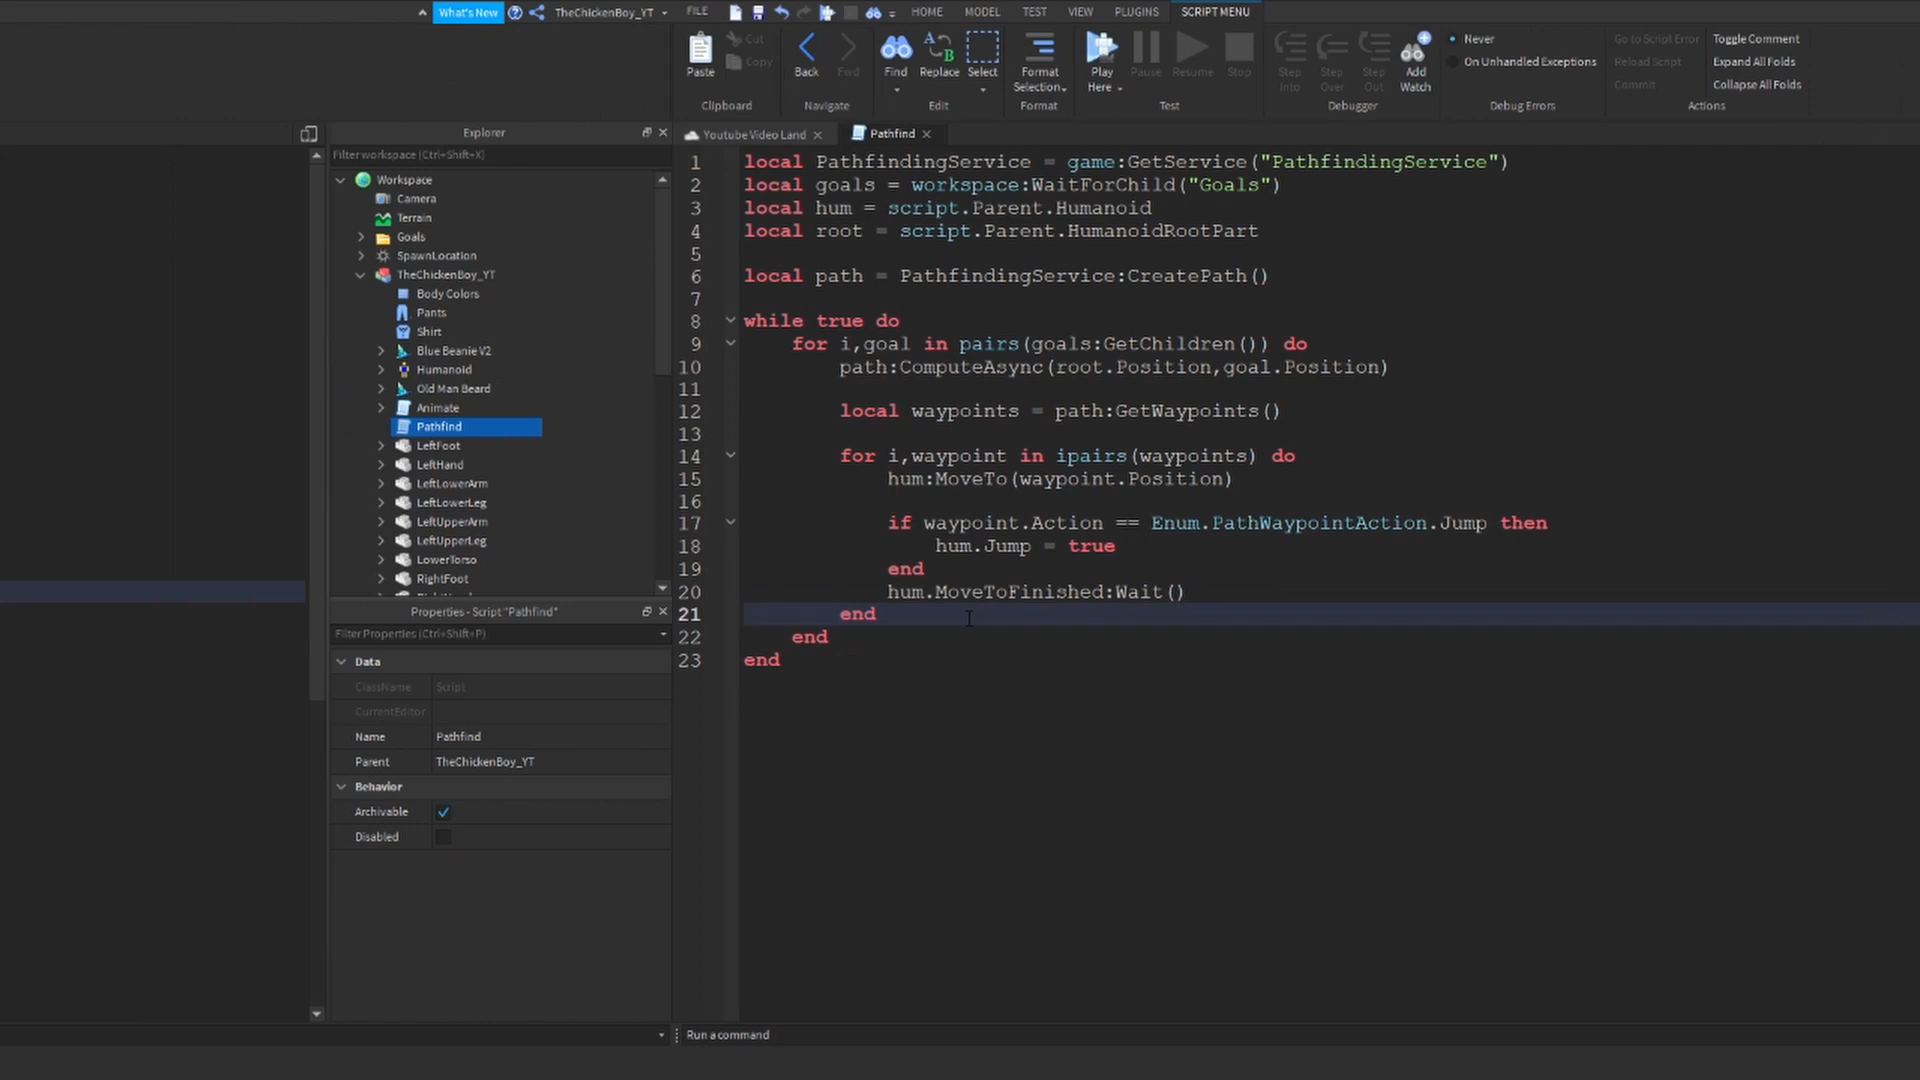 What's New TheChickenBoy_YT FILE HOME MODEL TEST VIEW PLUGINS SCRIPT MENU
Paste Cut Copy Back Fwd Find Replace Select Format Selection Play Here Pause Resume Stop Step Into Step Over Step Out Add Watch Never On Unhandled Exceptions Go to Script Error Reload Script Commit Toggle Comment Expand All Folds Collapse All Folds
Clipboard Navigate Edit Format Test Debugger Debug Errors Actions
Explorer
Filter workspace (Ctrl+Shift+X)
Workspace
Camera
Terrain
Goals
SpawnLocation
TheChickenBoy_YT
Body Colors
Pants
Shirt
Blue Beanie V2
Humanoid
Old Man Beard
Animate
Pathfind
LeftFoot
LeftHand
LeftLowerArm
LeftLowerLeg
LeftUpperArm
LeftUpperLeg
LowerTorso
RightFoot
Properties - Script "Pathfind"
Filter Properties (Ctrl+Shift+P)
Data
ClassName Script
CurrentEditor
Name Pathfind
Parent TheChickenBoy_YT
Behavior
Archivable
Disabled
Youtube Video Land Pathfind
1 local PathfindingService = game:GetService("PathfindingService")
2 local goals = workspace:WaitForChild("Goals")
3 local hum = script.Parent.Humanoid
4 local root = script.Parent.HumanoidRootPart
5
6 local path = PathfindingService:CreatePath()
7
8 while true do
9 for i,goal in pairs(goals:GetChildren()) do
10 path:ComputeAsync(root.Position,goal.Position)
11
12 local waypoints = path:GetWaypoints()
13
14 for i,waypoint in ipairs(waypoints) do
15 hum:MoveTo(waypoint.Position)
16
17 if waypoint.Action == Enum.PathWaypointAction.Jump then
18 hum.Jump = true
19 end
20 hum.MoveToFinished:Wait()
21 end
22 end
23 end
Run a command